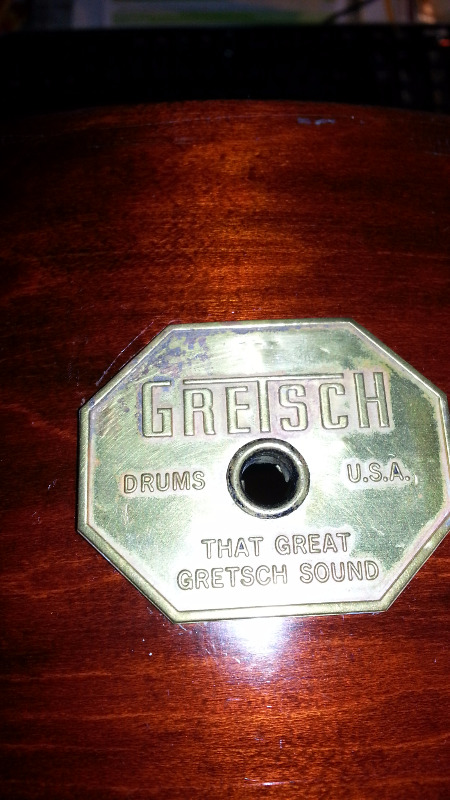 GRETSCH
DRUMS U.S.A.
THAT GREAT
GRETSCH SOUND